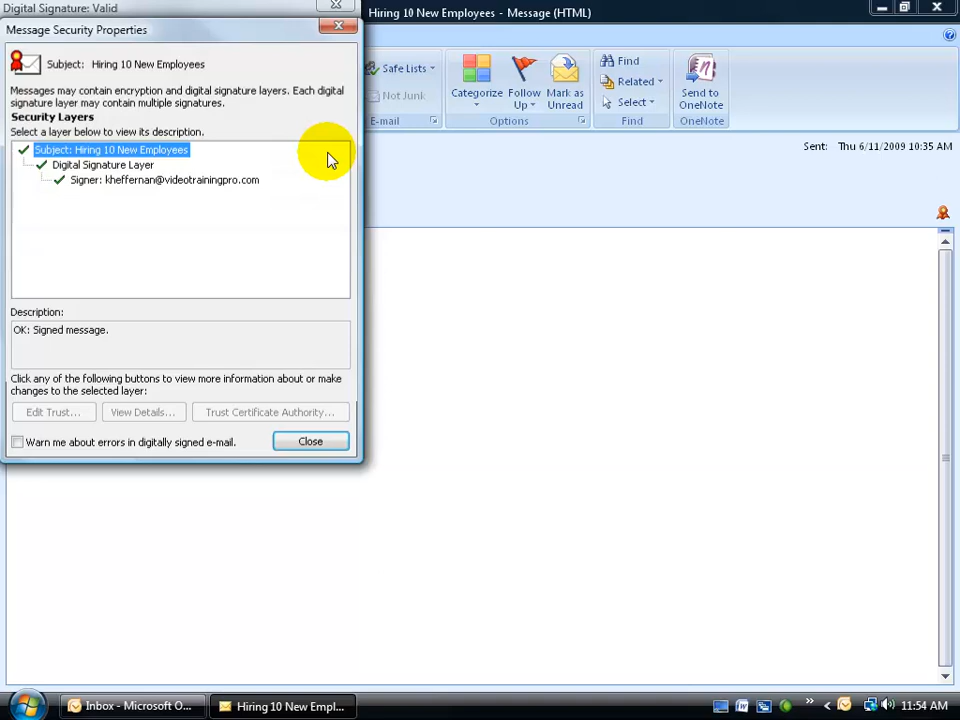 Digital Signature: Valid
Hiring 10 New Employees - Message (HTML)
Message Security Properties
Subject: Hiring 10 New Employees
Messages may contain encryption and digital signature layers. Each digital
signature layer may contain multiple signatures.
Security Layers
Select a layer below to view its description.
Subject: Hiring 10 New Employees
Digital Signature Layer
Signer: kheffernan@videotrainingpro.com
Description:
OK: Signed message.
Click any of the following buttons to view more information about or make
changes to the selected layer:
Edit Trust... View Details... Trust Certificate Authority...
Warn me about errors in digitally signed e-mail. Close
Safe Lists
Not Junk
E-mail
Categorize
Follow
Up
Mark as
Unread
Options
Find
Related
Select
Find
Send to
OneNote
OneNote
Sent: Thu 6/11/2009 10:35 AM
Inbox - Microsoft O... Hiring 10 New Empl... 11:54 AM